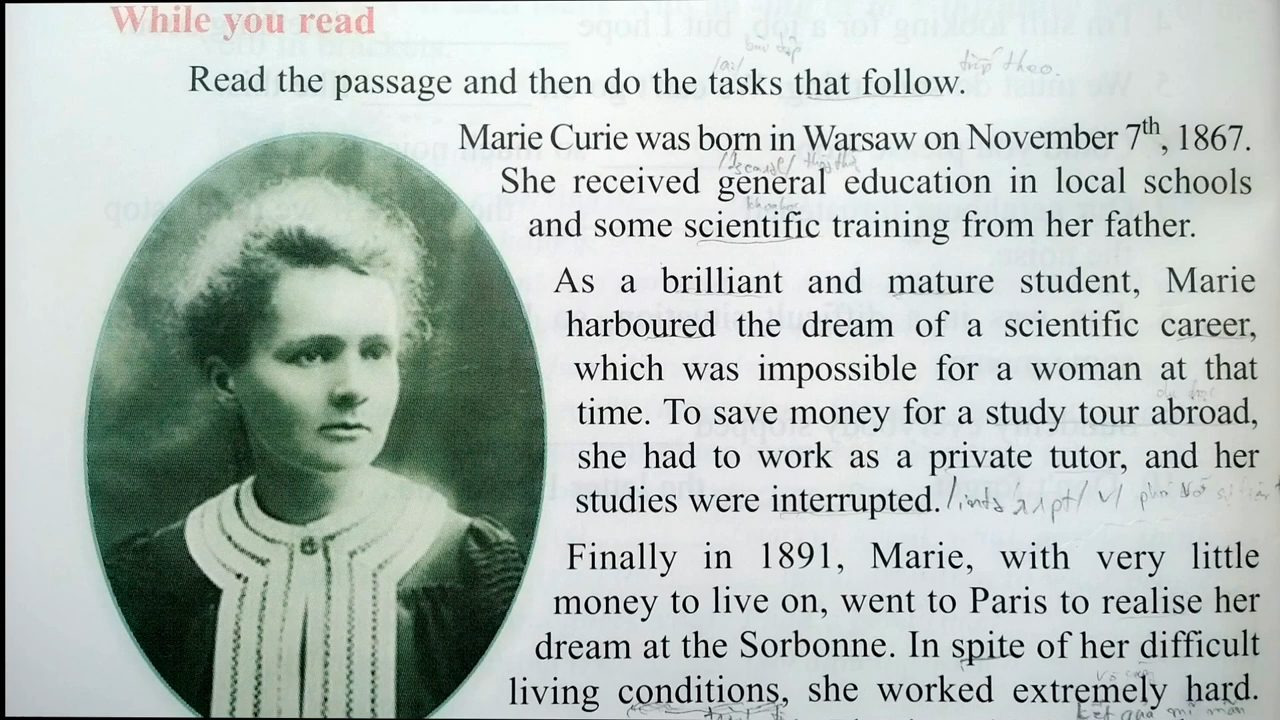 While you read
Read the passage and then do the tasks that follow.
Marie Curie was born in Warsaw on November 7th, 1867.
She received general education in local schools
and some scientific training from her father.
As a brilliant and mature student, Marie
harboured the dream of a scientific career,
which was impossible for a woman at that
time. To save money for a study tour abroad,
she had to work as a private tutor, and her
studies were interrupted.
Finally in 1891, Marie, with very little
money to live on, went to Paris to realise her
dream at the Sorbonne. In spite of her difficult
living conditions, she worked extremely hard.